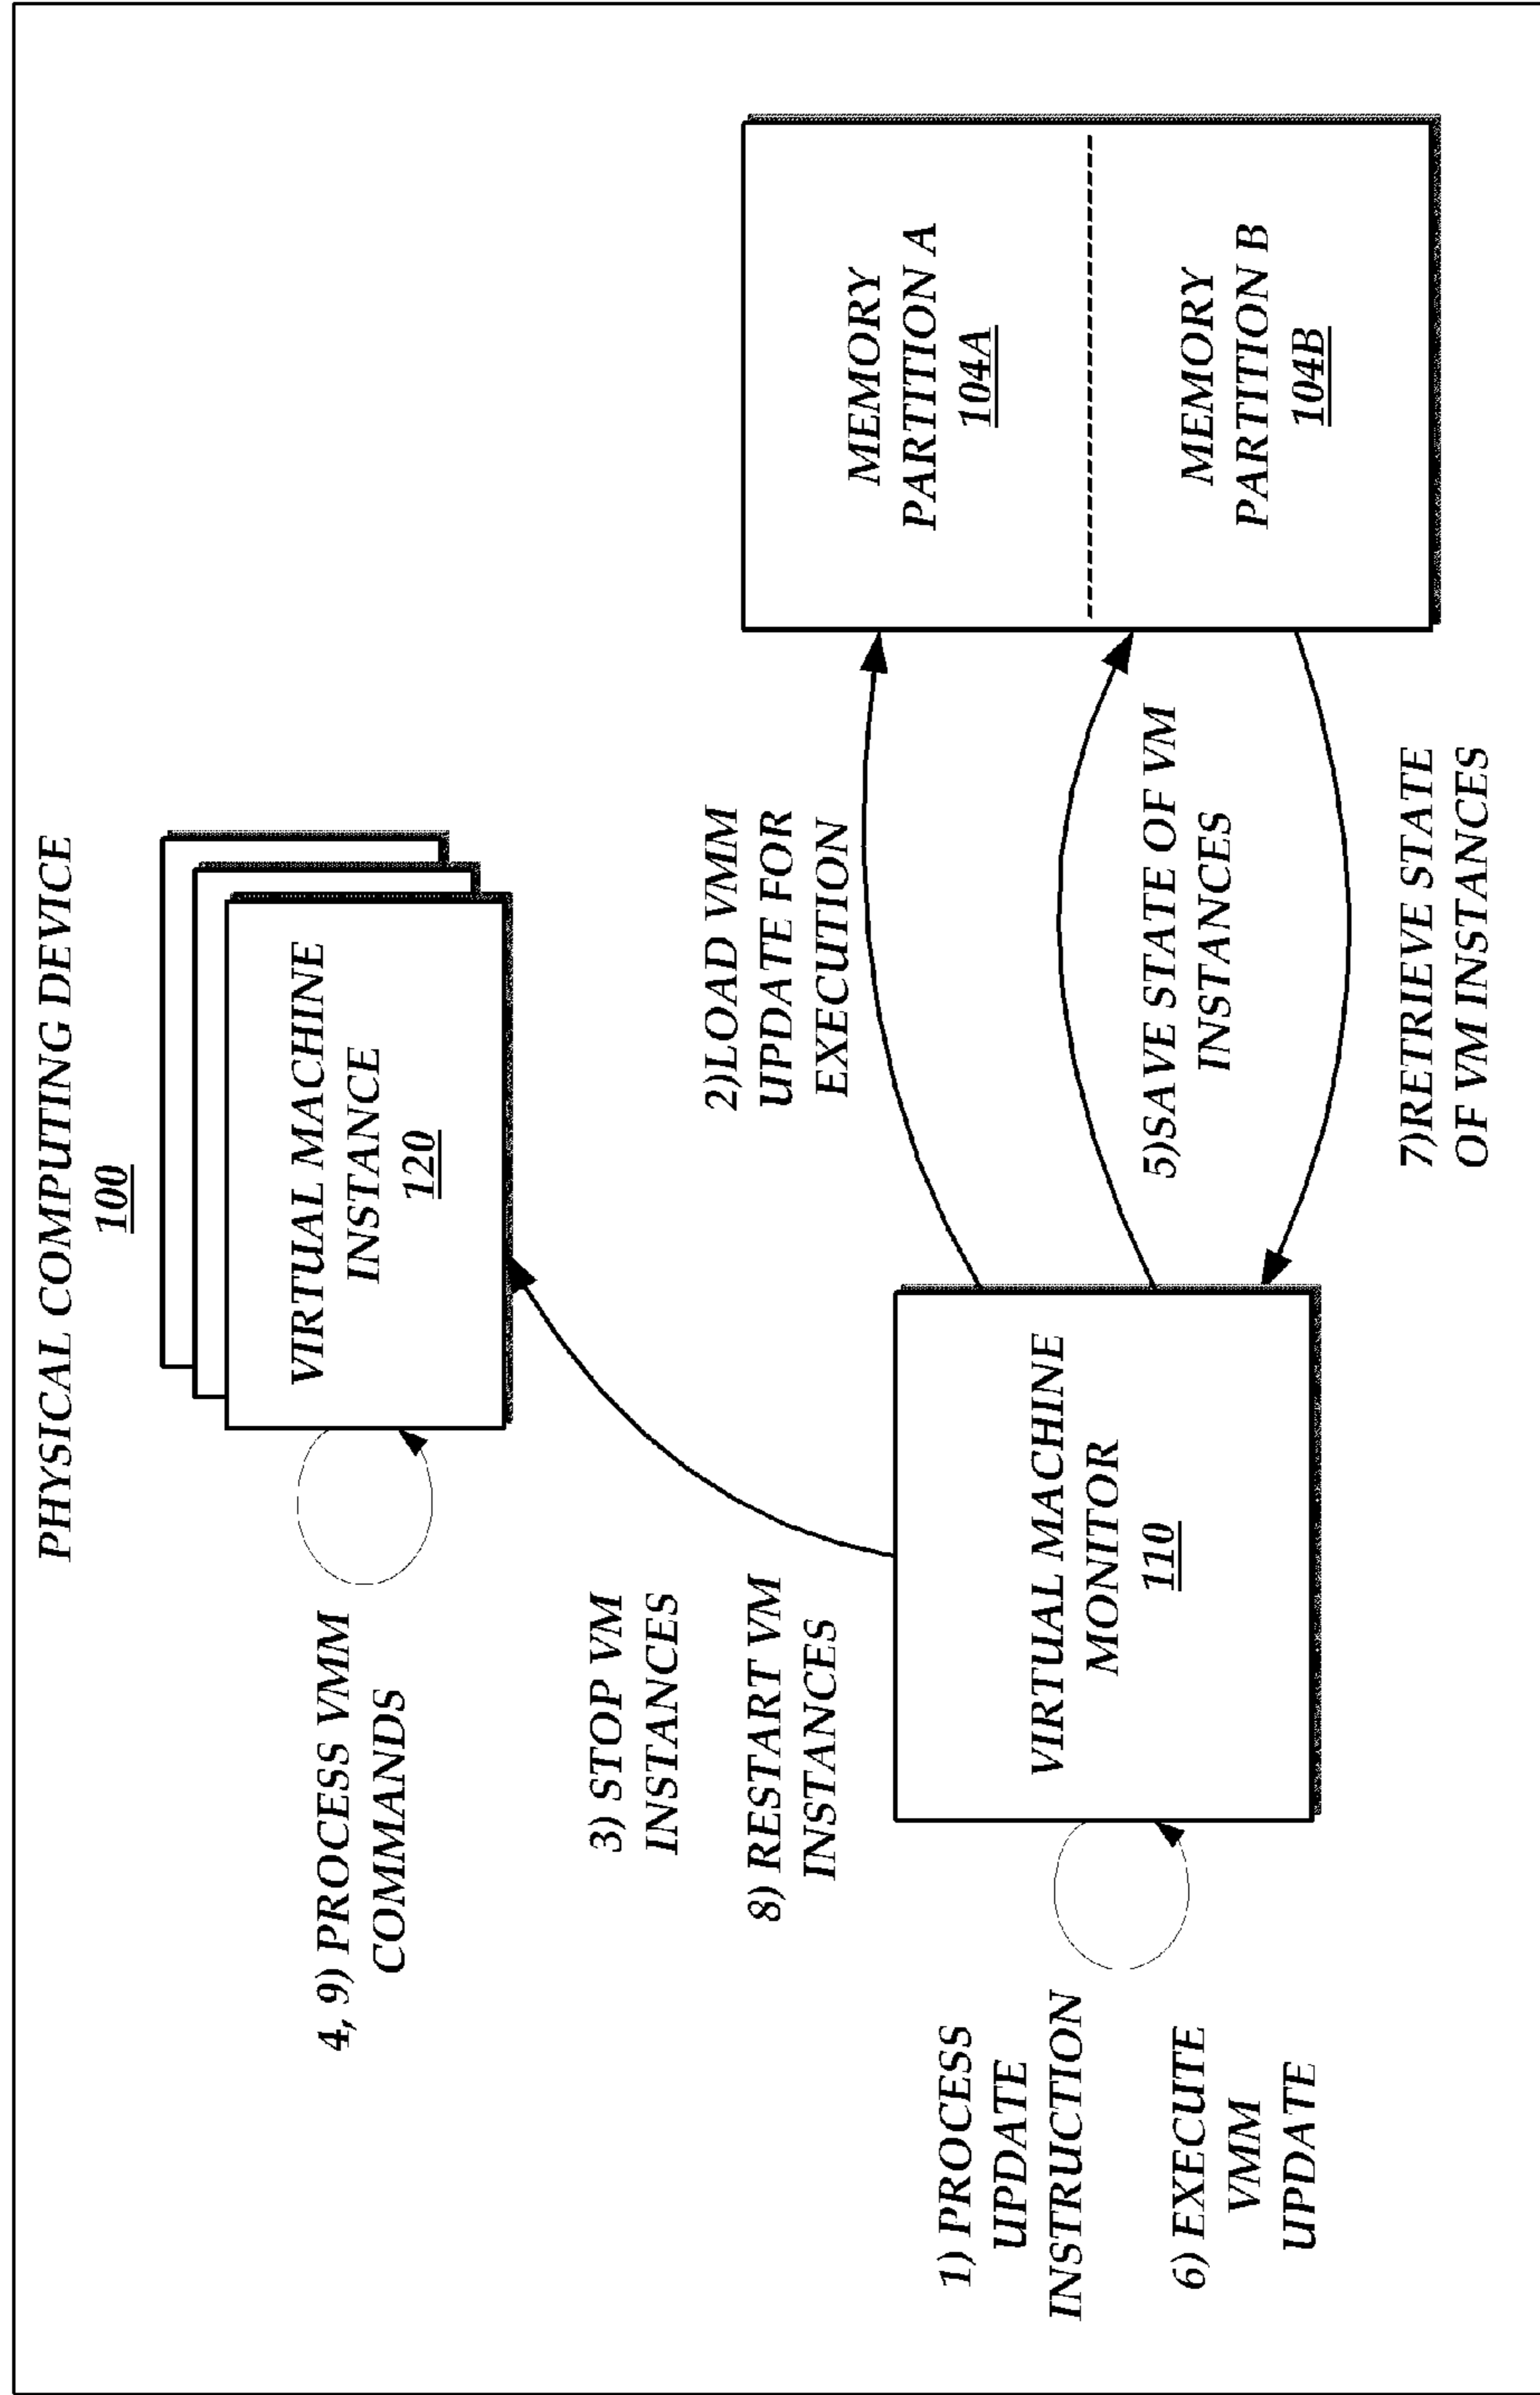 PHYSICAL COMPUTING DEVICE
100
4, 9) PROCESS VMM
COMMANDS
VIRTUAL MACHINE
INSTANCE
120
3) STOP VM
INSTANCES
8) RESTART VM
INSTANCES
2)LOAD VMM
UPDATE FOR
EXECUTION
1) PROCESS
UPDATE
INSTRUCTION
6) EXECUTE
VMM
UPDATE
VIRTUAL MACHINE
MONITOR
110
5)SAVE STATE OF VM
INSTANCES
7)RETRIEVE STATE
OF VM INSTANCES
MEMORY
PARTITION A
104A
MEMORY
PARTITION B
104B